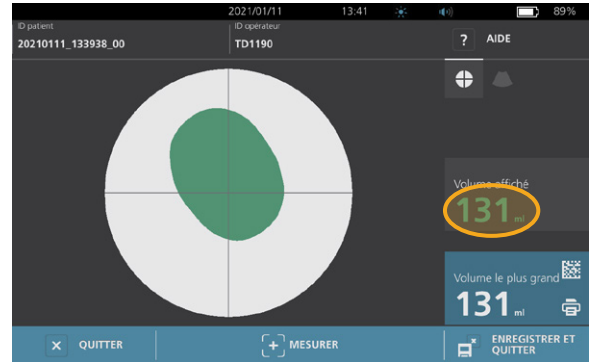 2021/01/11 13:41 89%
ID patient
20210111_133938_00
ID opérateur
TD1190
? AIDE
Volume affiché
131 ml
Volume le plus grand
131 ml
QUITTER
MESURER
ENREGISTRER ET
QUITTER